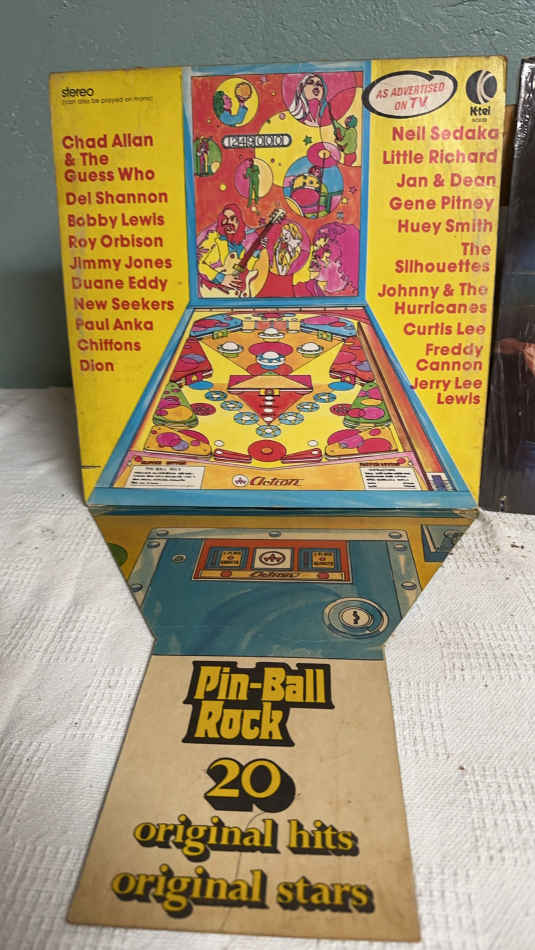 stereo
(can also be played on mono)
Chad Allan
& The
Guess Who
Del Shannon
Bobby Lewis
Roy Orbison
Jimmy Jones
Duane Eddy
New Seekers
Paul Anka
Chiffons
Dion
1249000
AS ADVERTISED
ON TV
K-tel
Neil Sedaka
Little Richard
Jan & Dean
Gene Pitney
Huey Smith
The
Silhouettes
Johnny & The
Hurricanes
Curtis Lee
Freddy
Cannon
Jerry Lee
Lewis
Actron
Actron
Pin-Ball
Rock
20
original hits
original stars